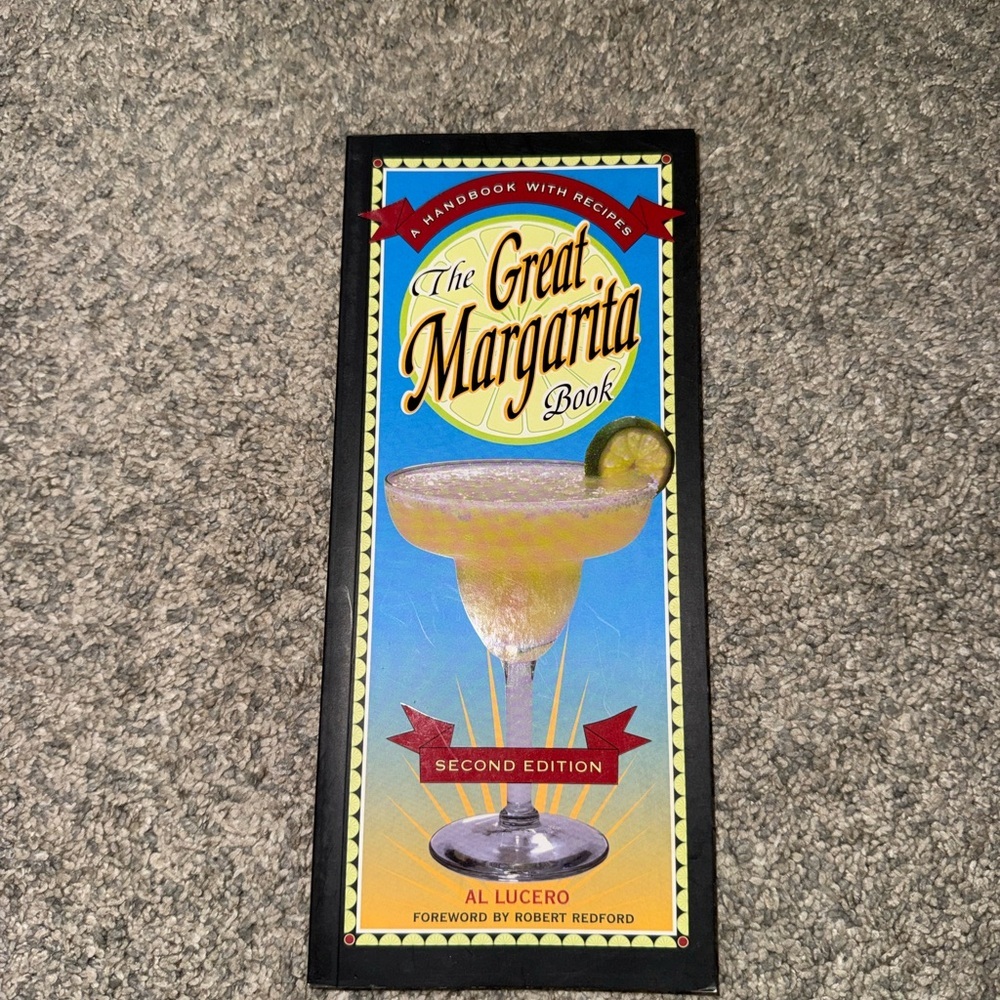 A HANDBOOK WITH RECIPES
The Great
Margarita
Book
SECOND EDITION
AL LUCERO
FOREWORD BY ROBERT REDFORD